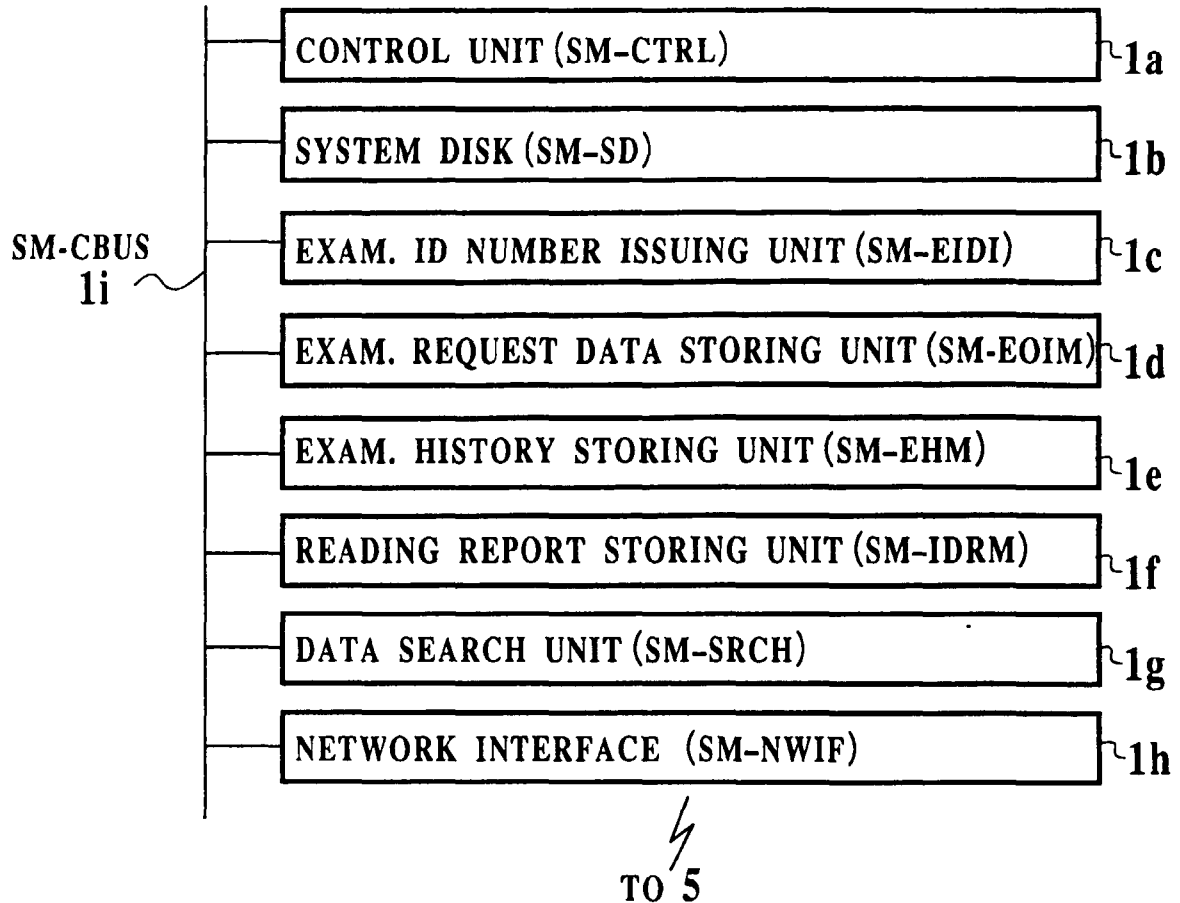 CONTROL UNIT (SM-CTRL)
1a
SYSTEM DISK (SM-SD)
1b
SM-CBUS
1i
EXAM. ID NUMBER ISSUING UNIT (SM-EIDI)
1c
EXAM. REQUEST DATA STORING UNIT (SM-EOIM)
1d
EXAM. HISTORY STORING UNIT (SM-EHM)
1e
READING REPORT STORING UNIT (SM-IDRM)
1f
DATA SEARCH UNIT (SM-SRCH)
1g
NETWORK INTERFACE (SM-NWIF)
1h
TO 5